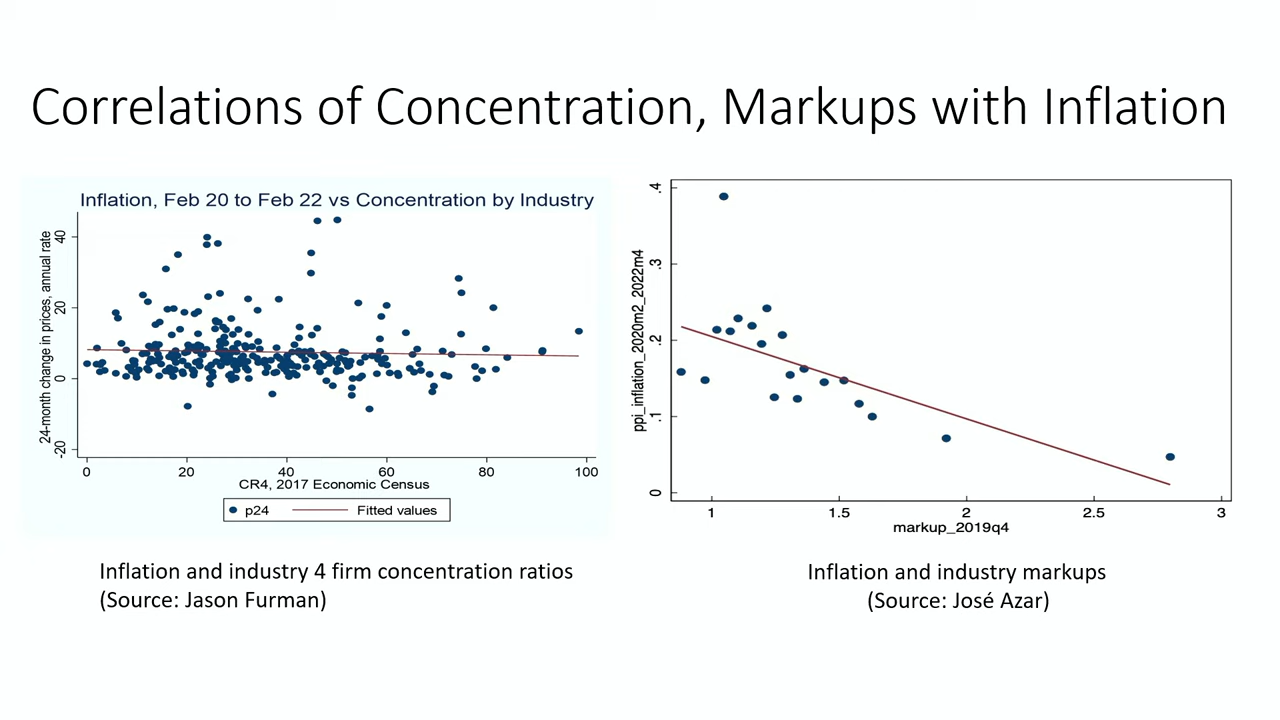 Correlations of Concentration, Markups with Inflation
Inflation, Feb 20 to Feb 22 vs Concentration by Industry
24-month change in prices, annual rate
40
20
0
-20
0 20 40 60 80 100
CR4, 2017 Economic Census
p24 Fitted values
Inflation and industry 4 firm concentration ratios
(Source: Jason Furman)
ppi_inflation_2020m2_2022m4
.4
.3
.2
.1
0
1 1.5 2 2.5 3
markup_2019q4
Inflation and industry markups
(Source: José Azar)